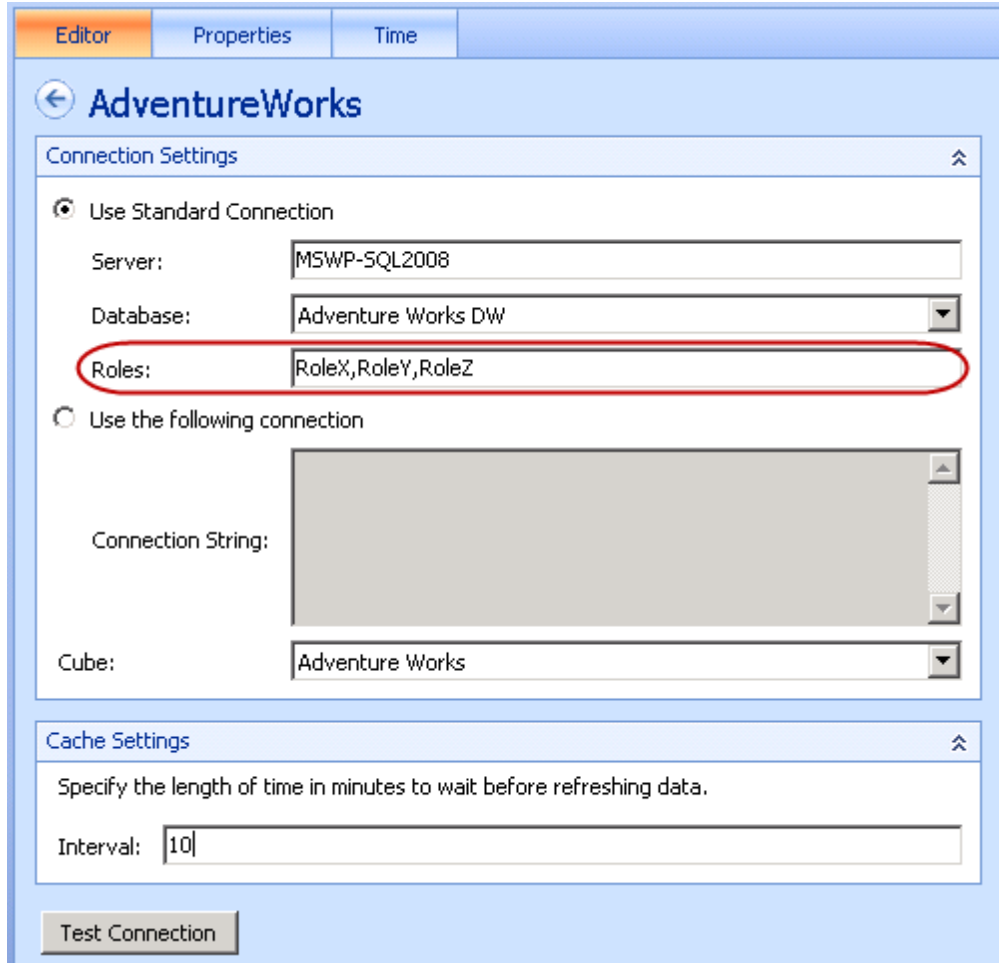 Editor Properties Time
AdventureWorks
Connection Settings
Use Standard Connection
Server: MSWP-SQL2008
Database: Adventure Works DW
Roles: RoleX,RoleY,RoleZ
Use the following connection
Connection String:
Cube: Adventure Works
Cache Settings
Specify the length of time in minutes to wait before refreshing data.
Interval: 10
Test Connection